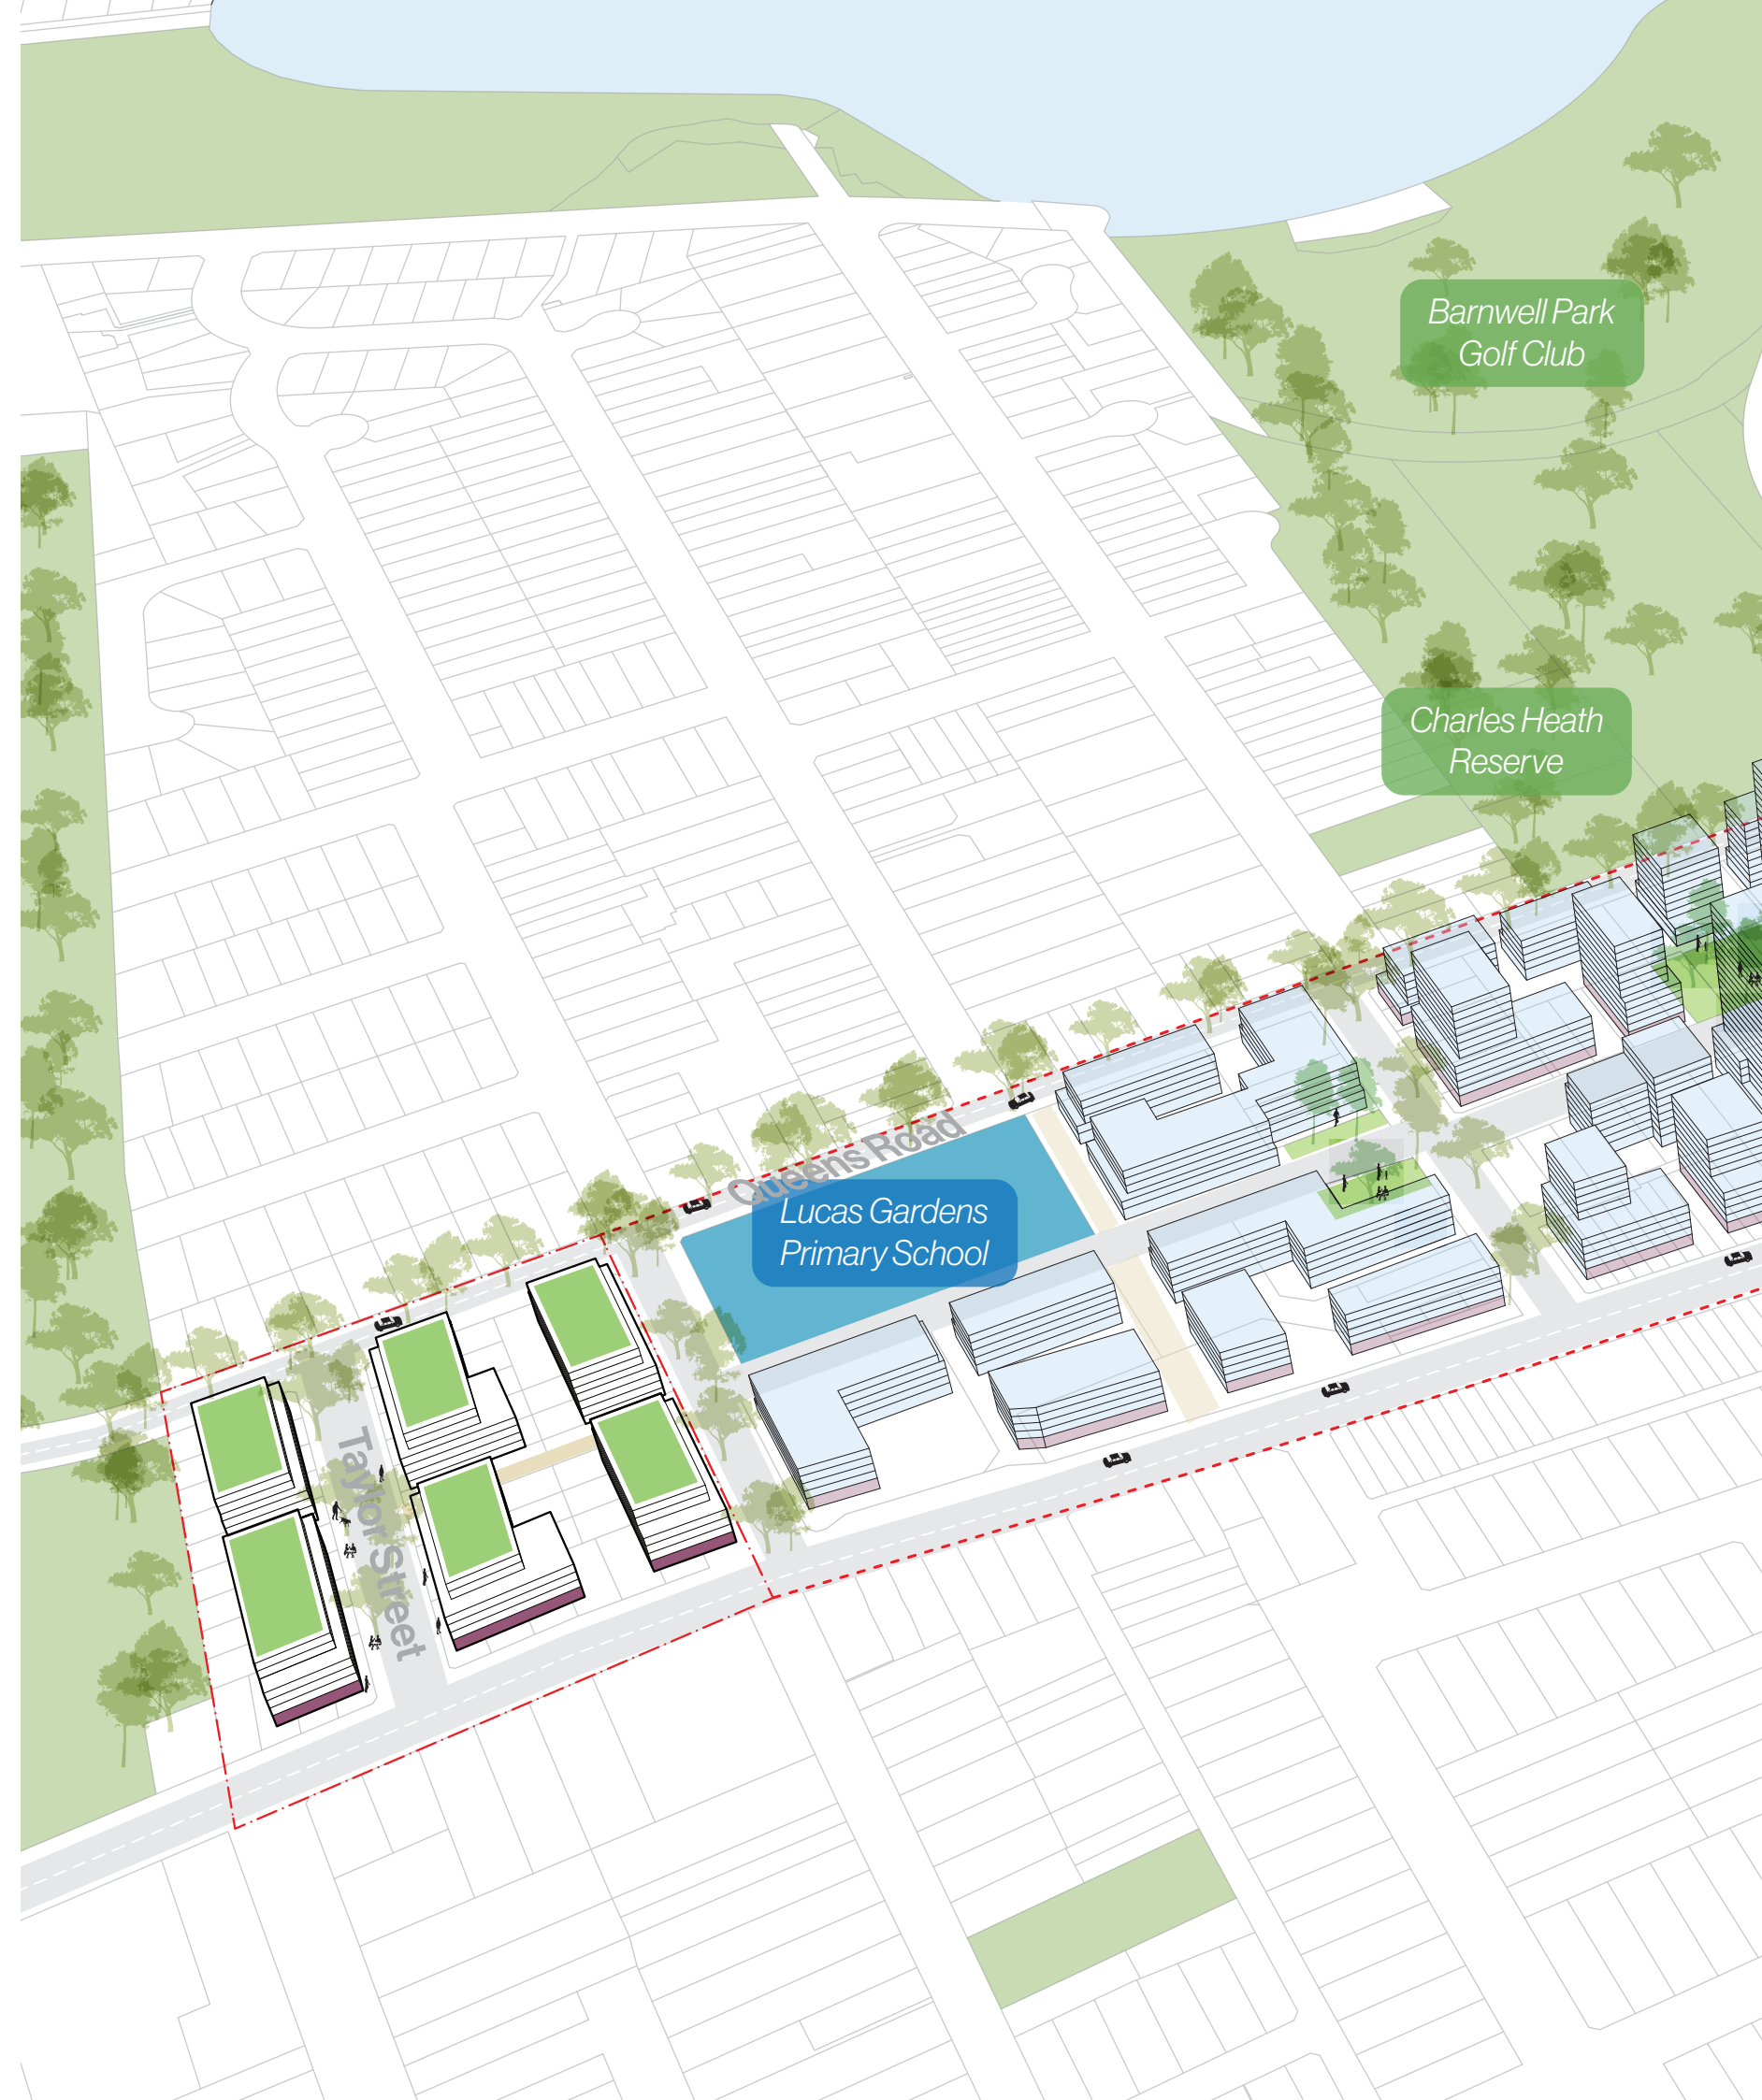 Barnwell Park
Golf Club
Charles Heath
Reserve
Queens Road
Lucas Gardens
Primary School
Taylor Street